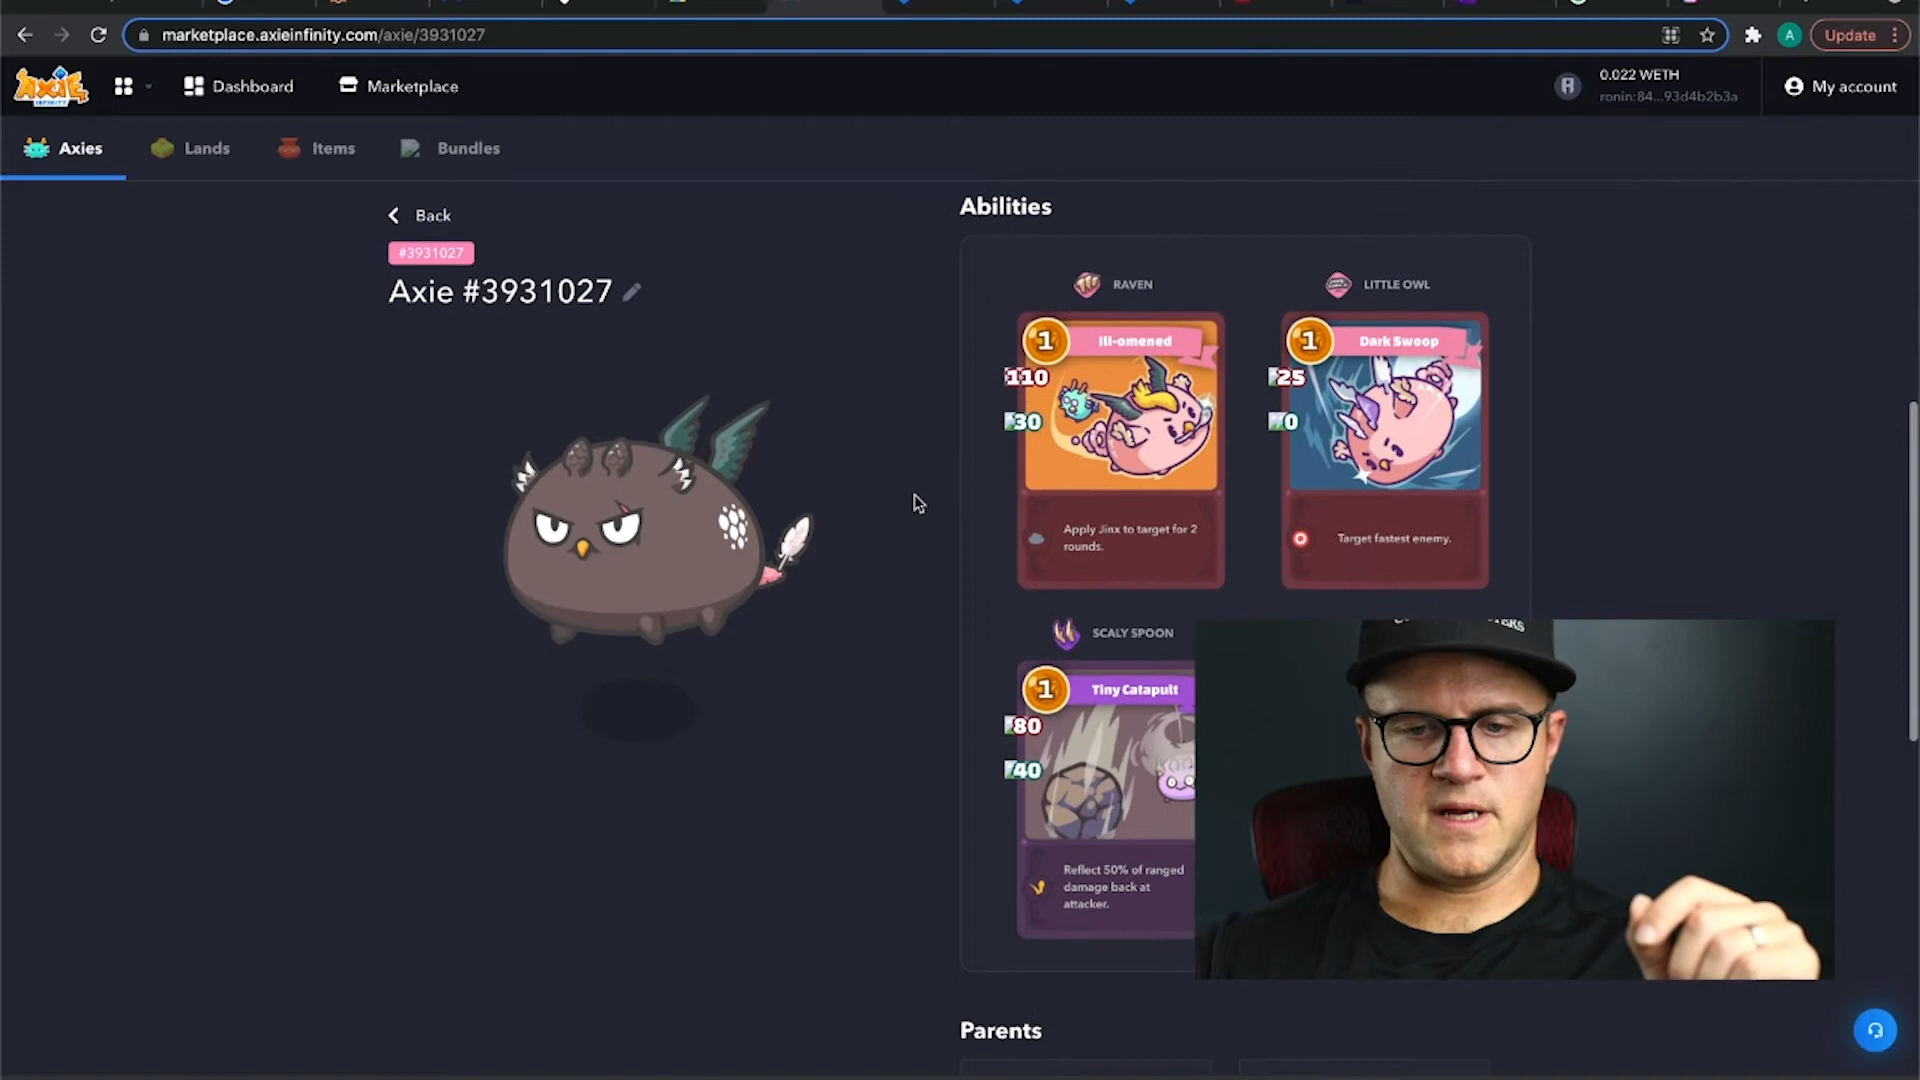 marketplace.axieinfinity.com/axie/3931027
A
Update
AXIE
INFINITY
Dashboard
Marketplace
0.022 WETH
ronin:84...93d4b2b3a
My account
Axies
Lands
Items
Bundles
Back
#3931027
Axie #3931027
Abilities
RAVEN
LITTLE OWL
1
Ill-omened
110
30
Apply Jinx to target for 2
rounds.
1
Dark Swoop
25
0
Target fastest enemy.
SCALY SPOON
1
Tiny Catapult
80
40
Reflect 50% of ranged
damage back at
attacker.
Parents